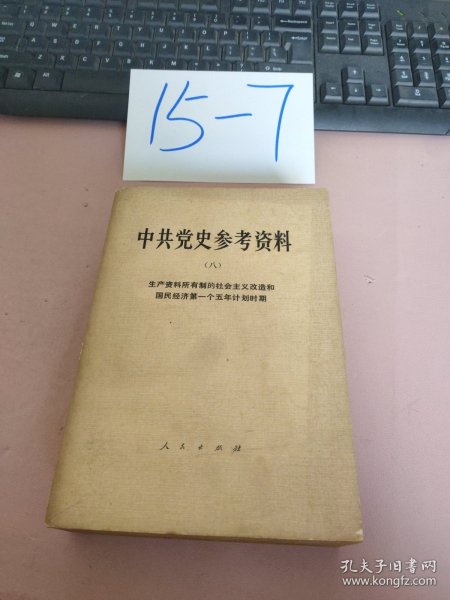 15-7
中共党史参考资料
(八)
生产资料所有制的社会主义改造和
国民经济第一个五年计划时期
人民出版社
孔夫子旧书网
www.kongfz.com